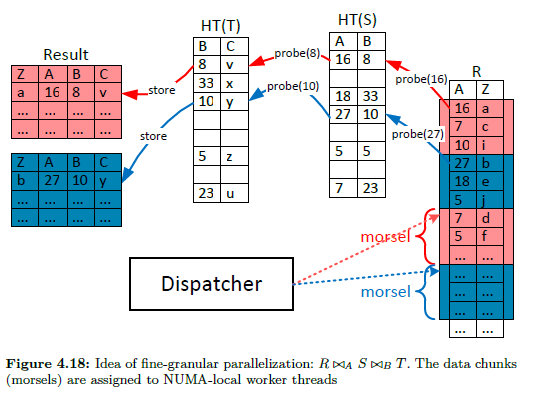 HT(S)
HT(T)
Result
R
Z A B C
a 16 8 v
... ... ... ...
... ... ... ...
Z A B C
b 27 10 y
... ... ... ...
... ... ... ...
store
store
B C
8 v
33 x
10 y
5 z
23 u
probe(8)
probe(10)
A B
16 8
18 33
27 10
5 5
7 23
probe(16)
probe(27)
A Z
16 a
7 c
10 i
27 b
18 e
5 j
7 d
5 f
... ...
... ...
... ...
... ...
... ...
morsel
morsel
Dispatcher
Figure 4.18: Idea of fine-granular parallelization: R ⋈A S ⋈B T. The data chunks
(morsels) are assigned to NUMA-local worker threads